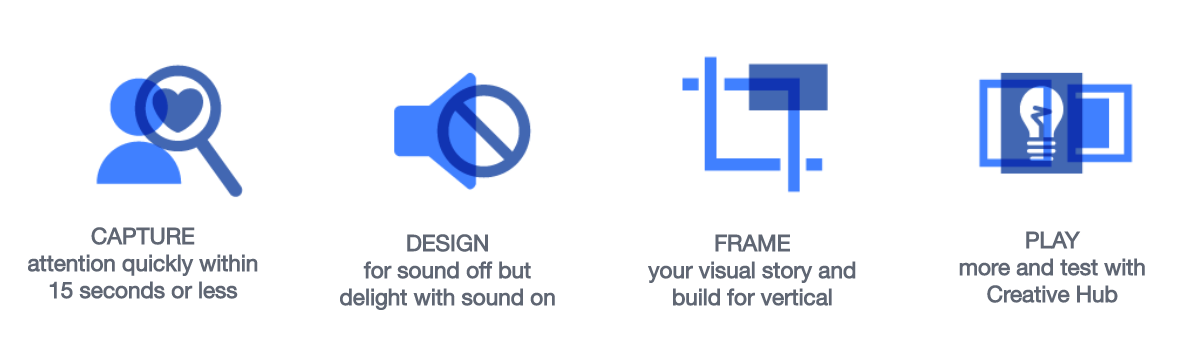 CAPTURE
attention quickly within
15 seconds or less
DESIGN
for sound off but
delight with sound on
FRAME
your visual story and
build for vertical
PLAY
more and test with
Creative Hub